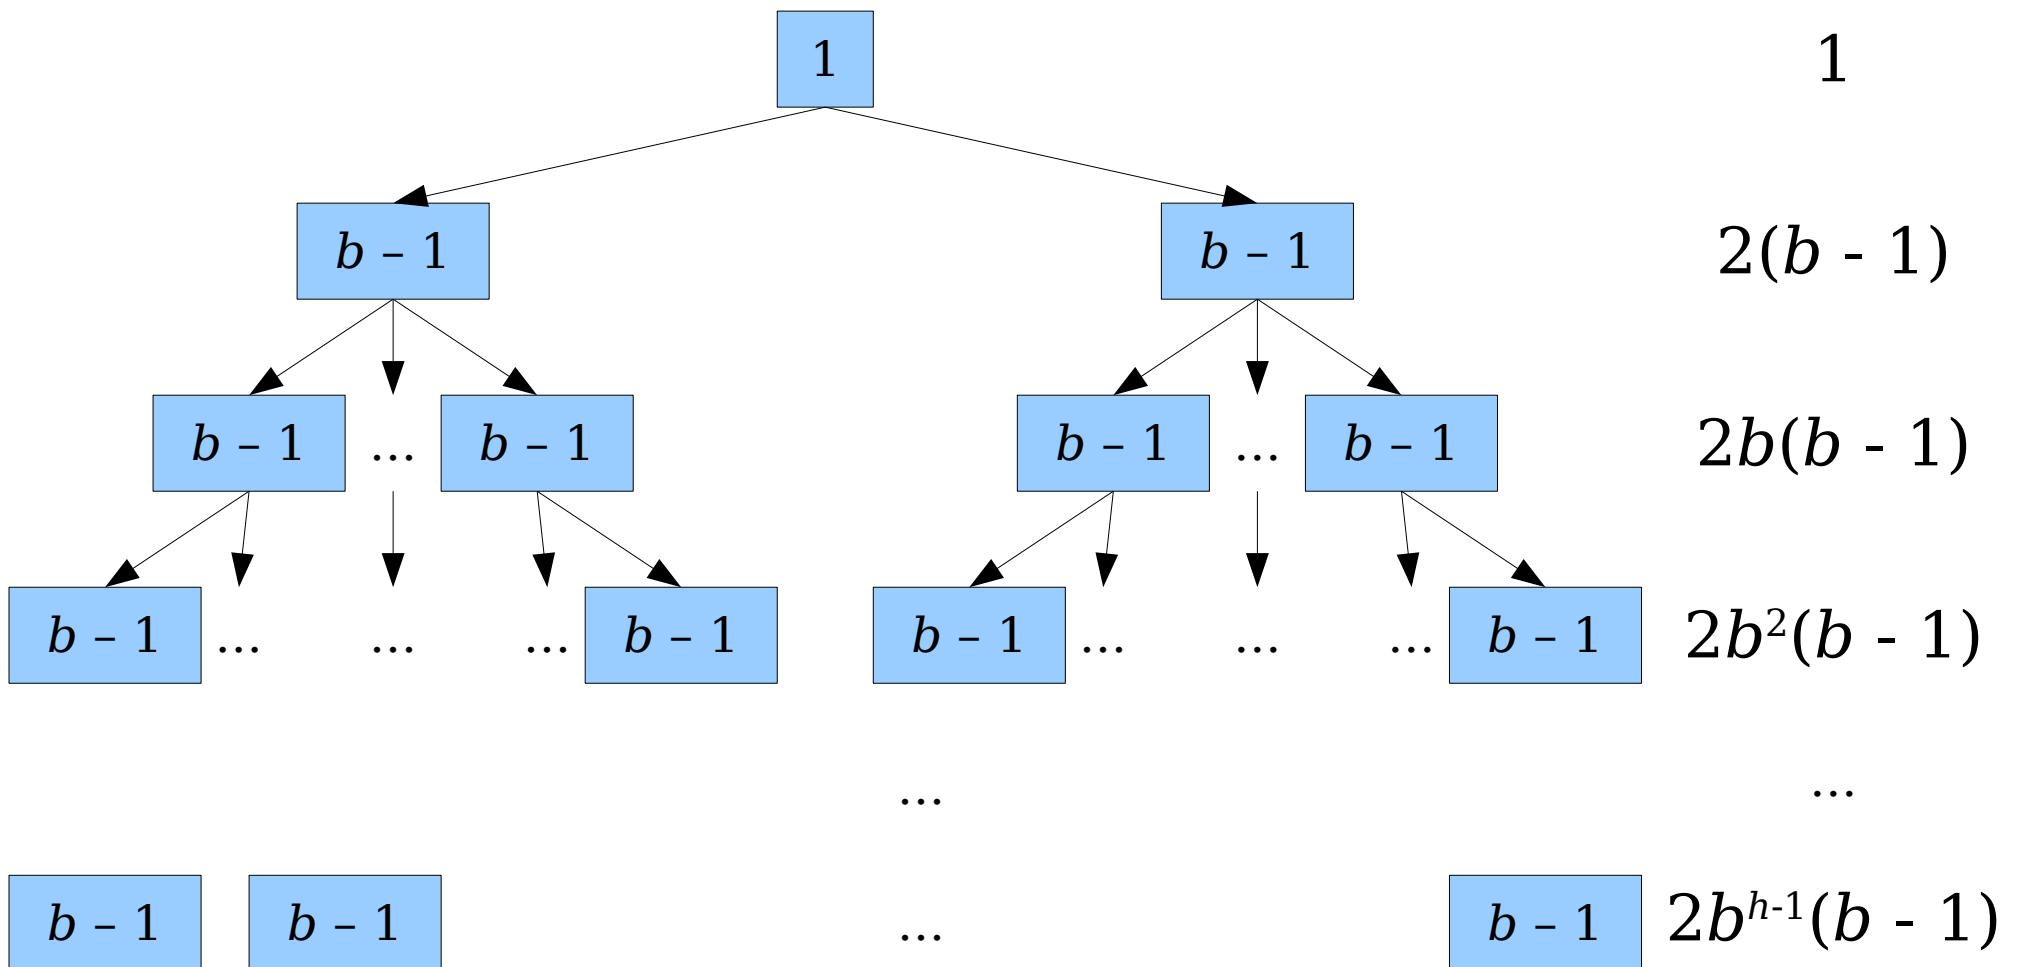 1 1
b – 1 b – 1 2(b - 1)
b – 1 ... b – 1 b – 1 ... b – 1 2b(b - 1)
b – 1 ... ... ... b – 1 b – 1 ... ... ... b – 1 2b²(b - 1)
... ...
b – 1 b – 1 ... b – 1 2bʰ⁻¹(b - 1)